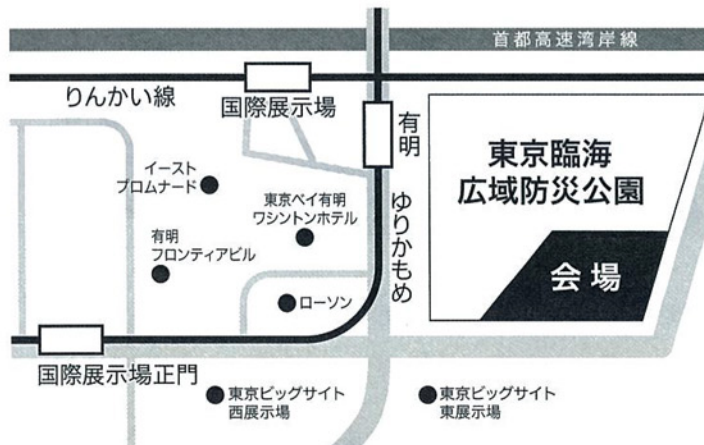 首都高速湾岸線
りんかい線
国際展示場
有明
東京臨海
広域防災公園
イースト
プロムナード
東京ベイ有明
ワシントンホテル
ゆりかもめ
有明
フロンティアビル
会場
ローソン
国際展示場正門
東京ビッグサイト
西展示場
東京ビッグサイト
東展示場